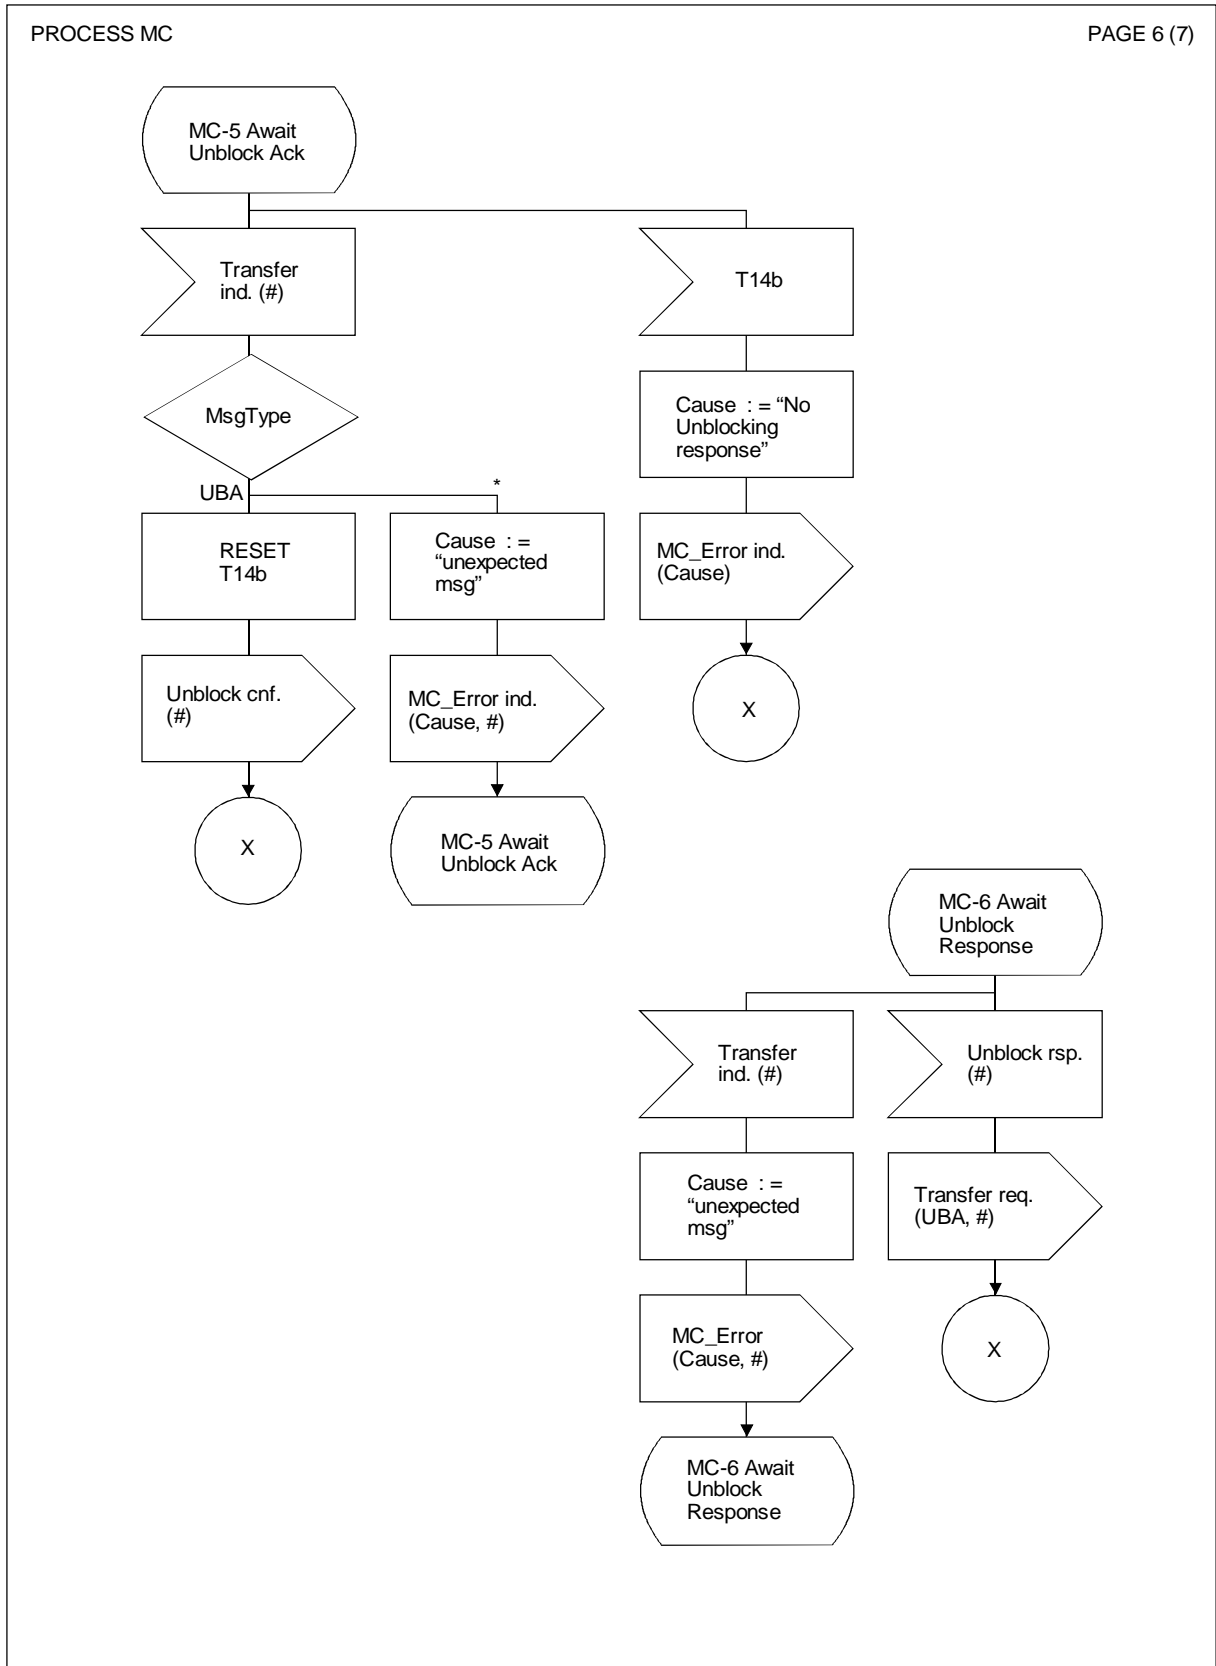 PROCESS MC
PAGE 6 (7)
MC-5 Await
Unblock Ack
Transfer
ind. (#)
T14b
MsgType
Cause : = “No
Unblocking
response”
UBA
*
RESET
T14b
Cause : =
“unexpected
msg”
MC_Error ind.
(Cause)
Unblock cnf.
(#)
MC_Error ind.
(Cause, #)
X
X
MC-5 Await
Unblock Ack
MC-6 Await
Unblock
Response
Transfer
ind. (#)
Unblock rsp.
(#)
Cause : =
“unexpected
msg”
Transfer req.
(UBA, #)
MC_Error
(Cause, #)
X
MC-6 Await
Unblock
Response